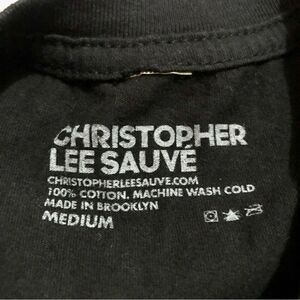 CHRISTOPHER
LEE SAUVÉ
CHRISTOPHERLEESAUVE.COM
100% COTTON. MACHINE WASH COLD
MADE IN BROOKLYN
MEDIUM